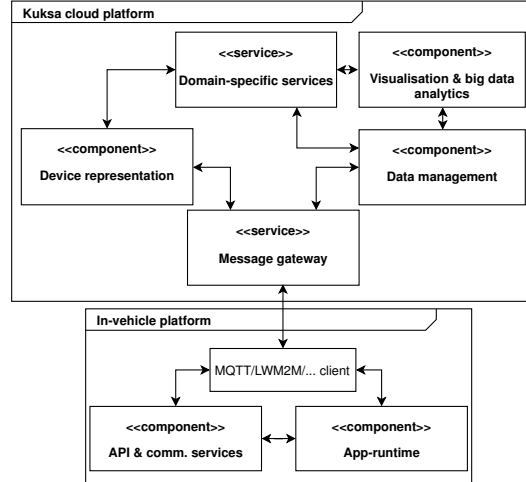 Kuksa cloud platform
<<service>>
Domain-specific services
<<component>>
Visualisation & big data
analytics
<<component>>
Device representation
<<component>>
Data management
<<service>>
Message gateway
In-vehicle platform
MQTT/LWM2M/... client
<<component>>
API & comm. services
<<component>>
App-runtime